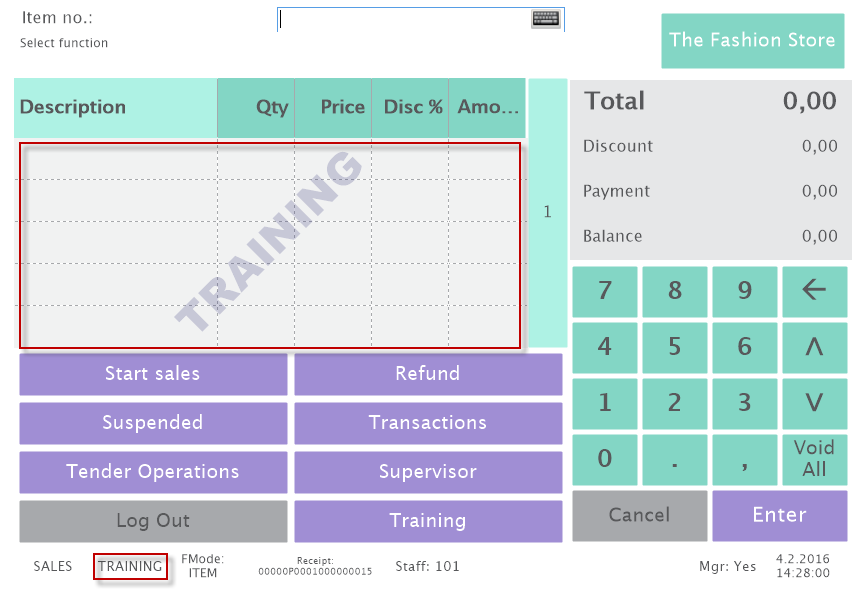 Item no.:
Select function
The Fashion Store
Description Qty Price Disc % Amo...
TRAINING
1
Total 0,00
Discount 0,00
Payment 0,00
Balance 0,00
7 8 9 ←
4 5 6 Λ
1 2 3 V
0 . , Void
All
Cancel Enter
Start sales Refund
Suspended Transactions
Tender Operations Supervisor
Log Out Training
SALES TRAINING FMode:
ITEM
Receipt:
00000P0001000000015
Staff: 101
Mgr: Yes
4.2.2016
14:28:00